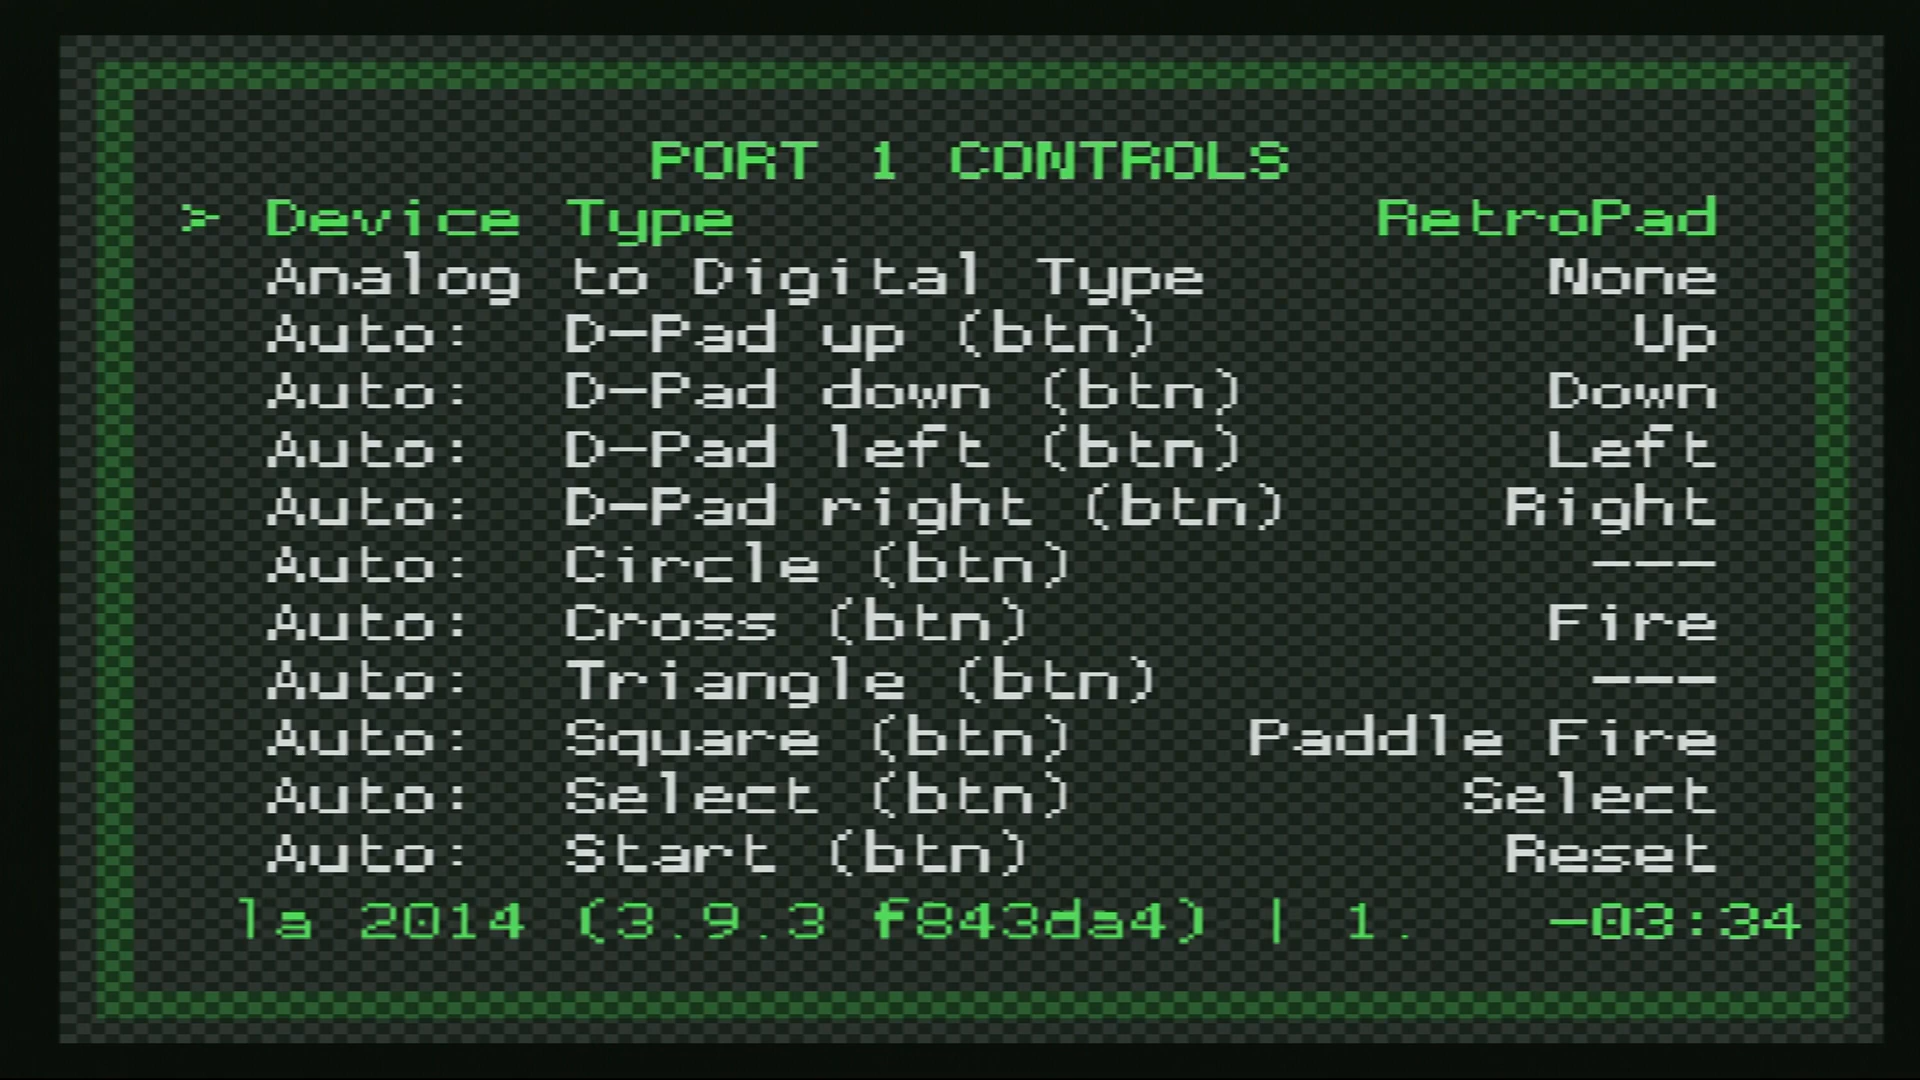 PORT 1 CONTROLS
> Device Type RetroPad
Analog to Digital Type None
Auto: D-Pad up (btn) Up
Auto: D-Pad down (btn) Down
Auto: D-Pad left (btn) Left
Auto: D-Pad right (btn) Right
Auto: Circle (btn) ---
Auto: Cross (btn) Fire
Auto: Triangle (btn) ---
Auto: Square (btn) Paddle Fire
Auto: Select (btn) Select
Auto: Start (btn) Reset
la 2014 (3.9.3 f843da4) | 1. -03:34